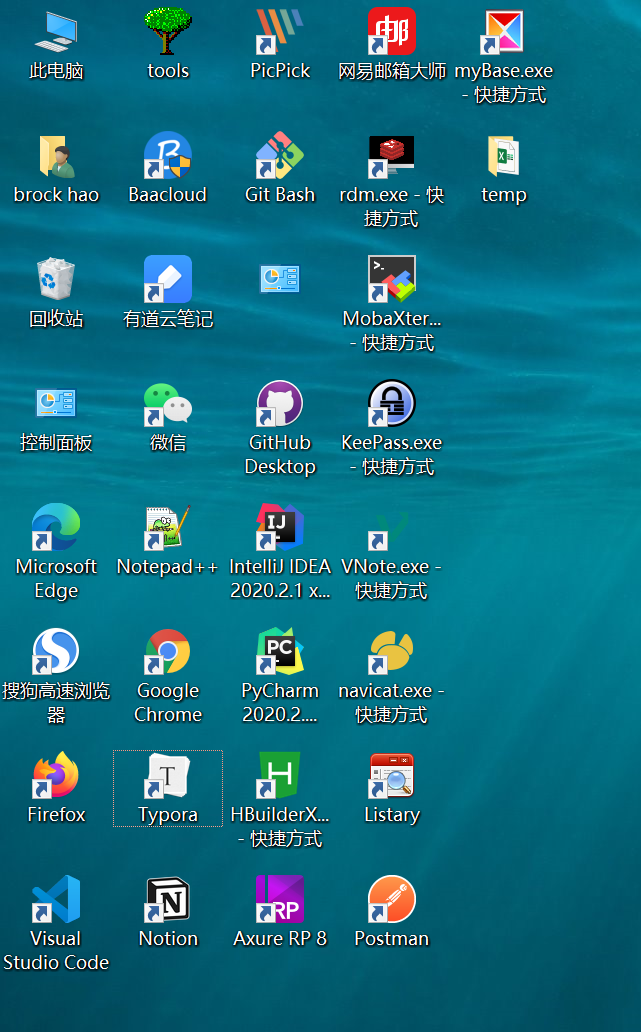 此电脑
tools
PicPick
网易邮箱大师
myBase.exe
- 快捷方式
brock hao
Baacloud
Git Bash
rdm.exe - 快
捷方式
temp
回收站
有道云笔记
MobaXter...
- 快捷方式
控制面板
微信
GitHub
Desktop
KeePass.exe
- 快捷方式
Microsoft
Edge
Notepad++
IntelliJ IDEA
2020.2.1 x...
VNote.exe -
快捷方式
搜狗高速浏览
器
Google
Chrome
PyCharm
2020.2....
navicat.exe -
快捷方式
Firefox
Typora
HBuilderX...
- 快捷方式
Listary
Visual
Studio Code
Notion
Axure RP 8
Postman